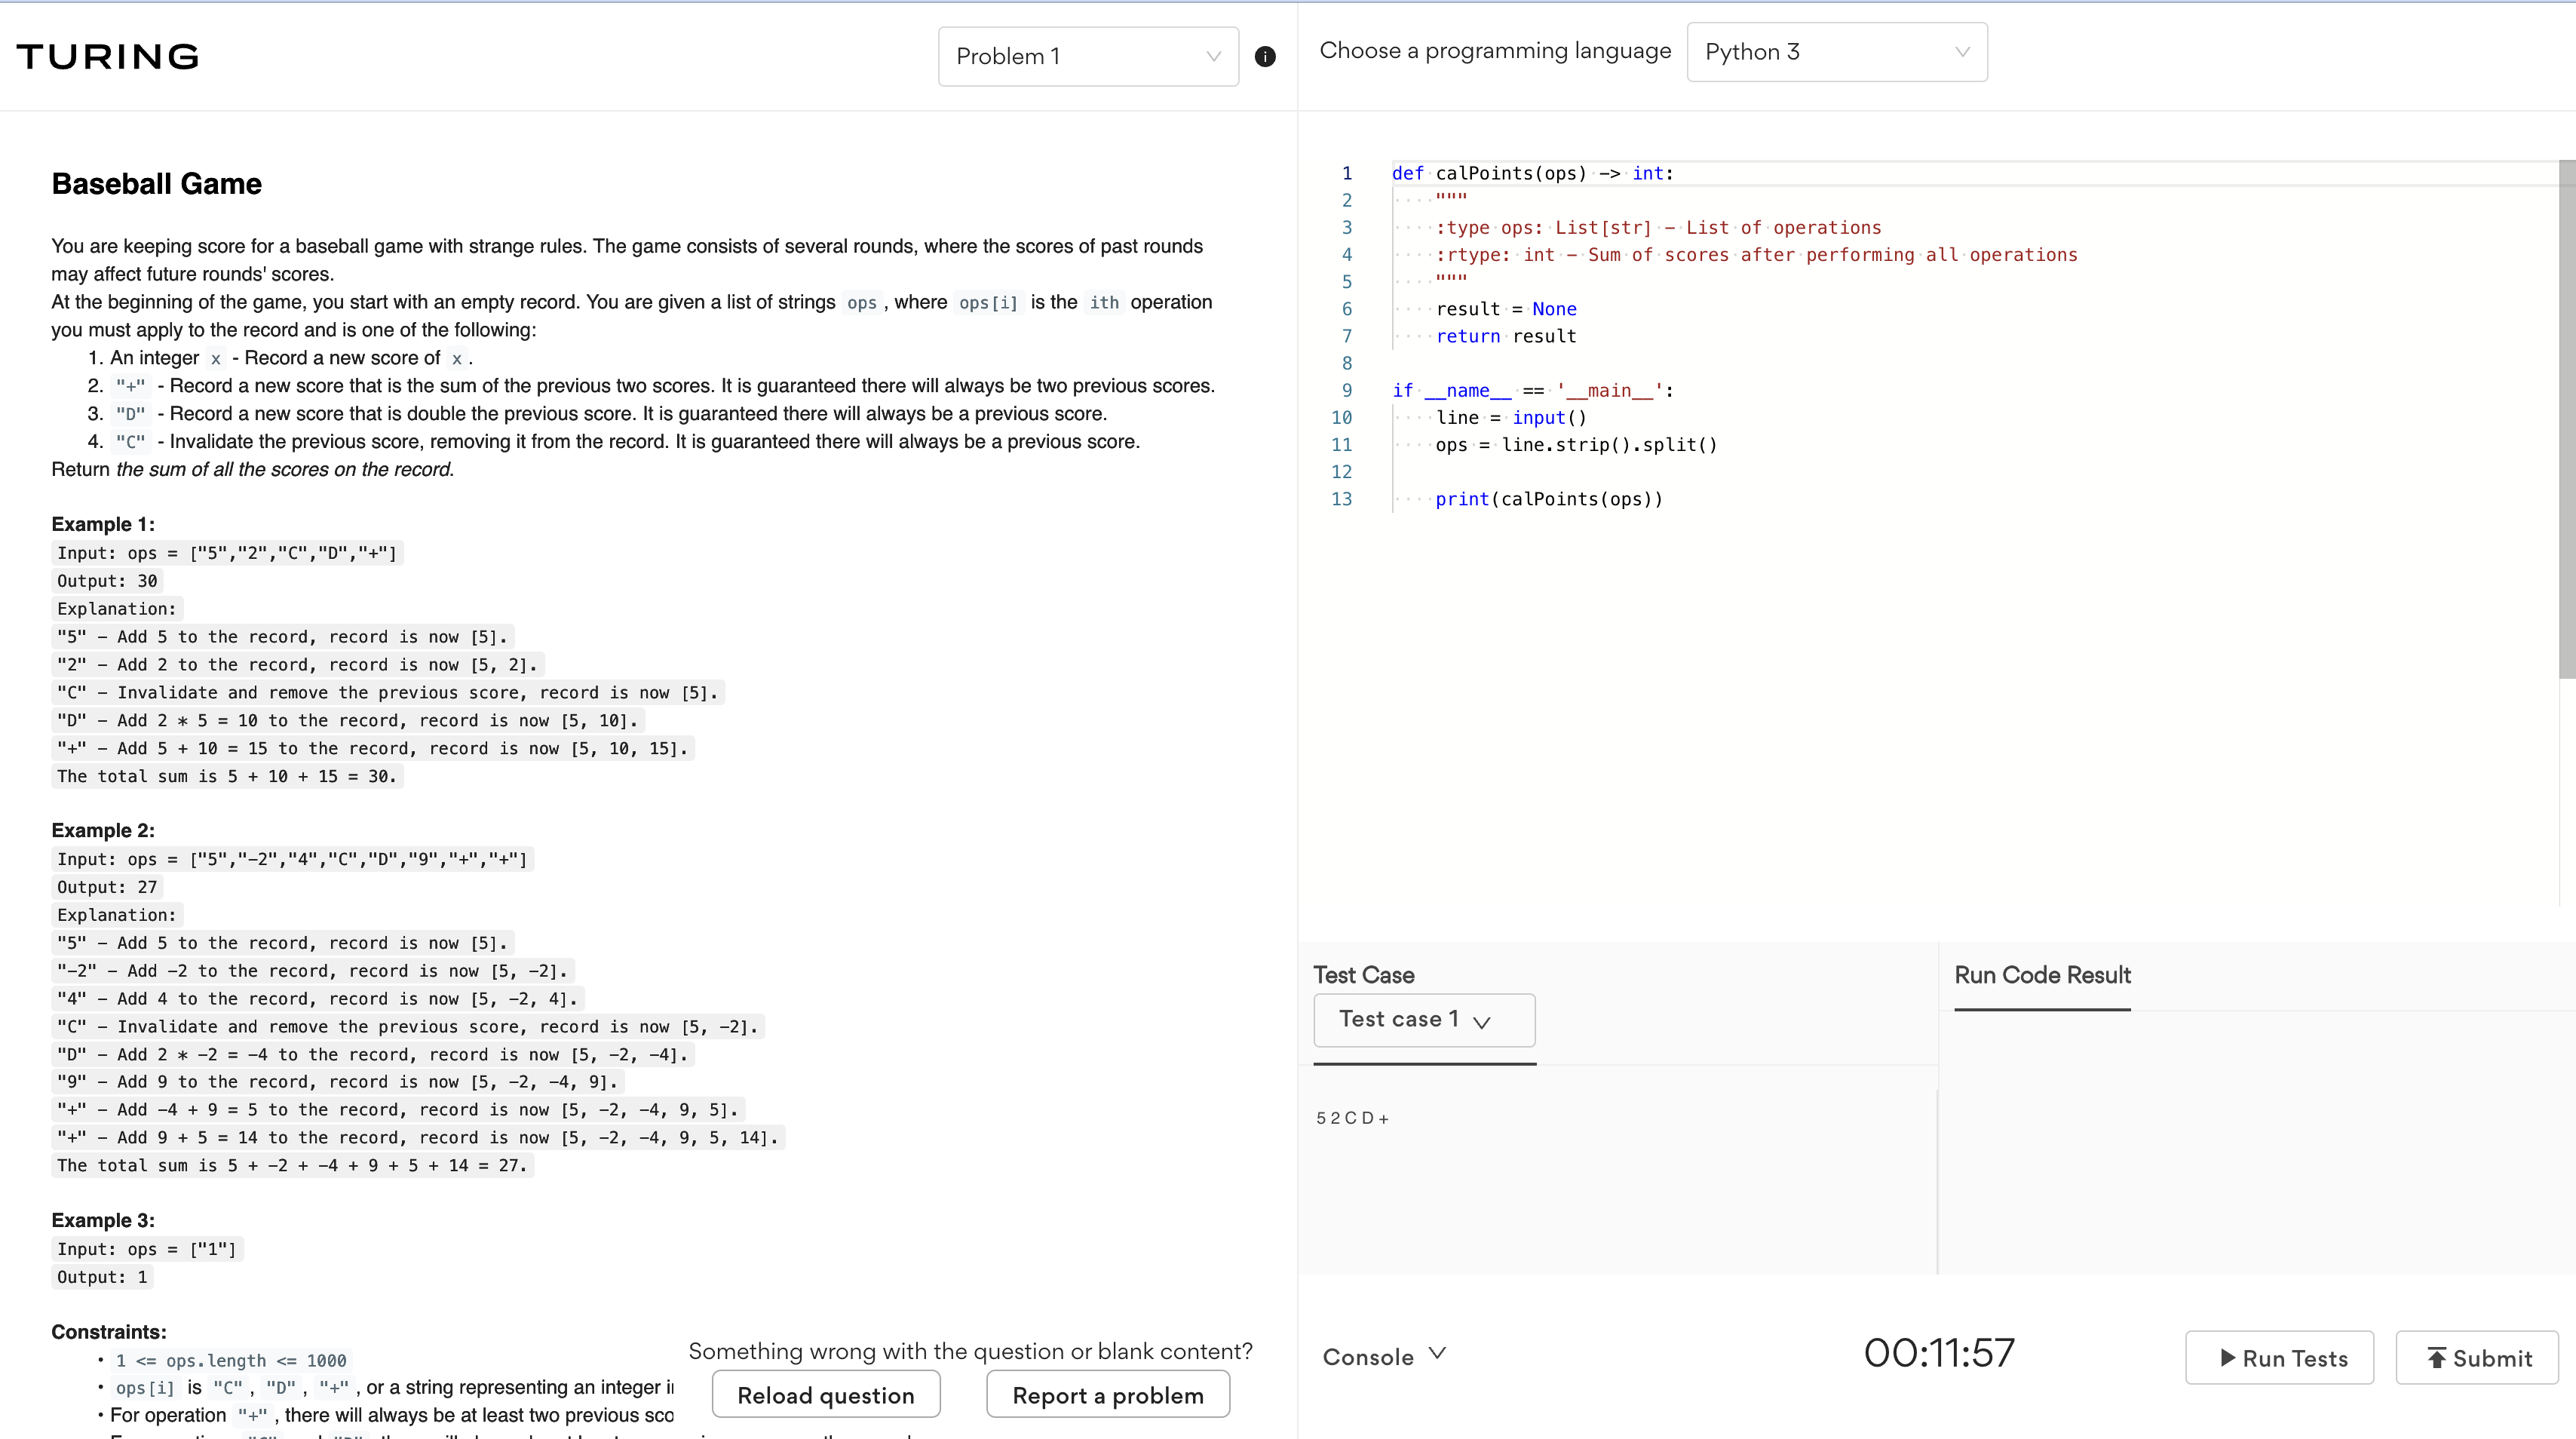 TURING
Problem 1
i
Choose a programming language
Python 3
Baseball Game
You are keeping score for a baseball game with strange rules. The game consists of several rounds, where the scores of past rounds
may affect future rounds' scores.
At the beginning of the game, you start with an empty record. You are given a list of strings ops , where ops[i] is the ith operation
you must apply to the record and is one of the following:
1. An integer x - Record a new score of x .
2. "+" - Record a new score that is the sum of the previous two scores. It is guaranteed there will always be two previous scores.
3. "D" - Record a new score that is double the previous score. It is guaranteed there will always be a previous score.
4. "C" - Invalidate the previous score, removing it from the record. It is guaranteed there will always be a previous score.
Return the sum of all the scores on the record.
Example 1:
Input: ops = ["5","2","C","D","+"]
Output: 30
Explanation:
"5" - Add 5 to the record, record is now [5].
"2" - Add 2 to the record, record is now [5, 2].
"C" - Invalidate and remove the previous score, record is now [5].
"D" - Add 2 * 5 = 10 to the record, record is now [5, 10].
"+" - Add 5 + 10 = 15 to the record, record is now [5, 10, 15].
The total sum is 5 + 10 + 15 = 30.
Example 2:
Input: ops = ["5","-2","4","C","D","9","+","+"]
Output: 27
Explanation:
"5" - Add 5 to the record, record is now [5].
"-2" - Add -2 to the record, record is now [5, -2].
"4" - Add 4 to the record, record is now [5, -2, 4].
"C" - Invalidate and remove the previous score, record is now [5, -2].
"D" - Add 2 * -2 = -4 to the record, record is now [5, -2, -4].
"9" - Add 9 to the record, record is now [5, -2, -4, 9].
"+" - Add -4 + 9 = 5 to the record, record is now [5, -2, -4, 9, 5].
"+" - Add 9 + 5 = 14 to the record, record is now [5, -2, -4, 9, 5, 14].
The total sum is 5 + -2 + -4 + 9 + 5 + 14 = 27.
Example 3:
Input: ops = ["1"]
Output: 1
Constraints:
• 1 <= ops.length <= 1000
• ops[i] is "C" , "D" , "+" , or a string representing an integer
• For operation "+" , there will always be at least two previous
Something wrong with the question or blank content?
Reload question
Report a problem
1 def calPoints(ops) -> int:
2     """
3     :type ops: List[str] - List of operations
4     :rtype: int - Sum of scores after performing all operations
5     """
6     result = None
7     return result
8
9 if __name__ == '__main__':
10     line = input()
11     ops = line.strip().split()
12
13     print(calPoints(ops))
Test Case
Test case 1
5 2 C D +
Run Code Result
Console
00:11:57
Run Tests
Submit